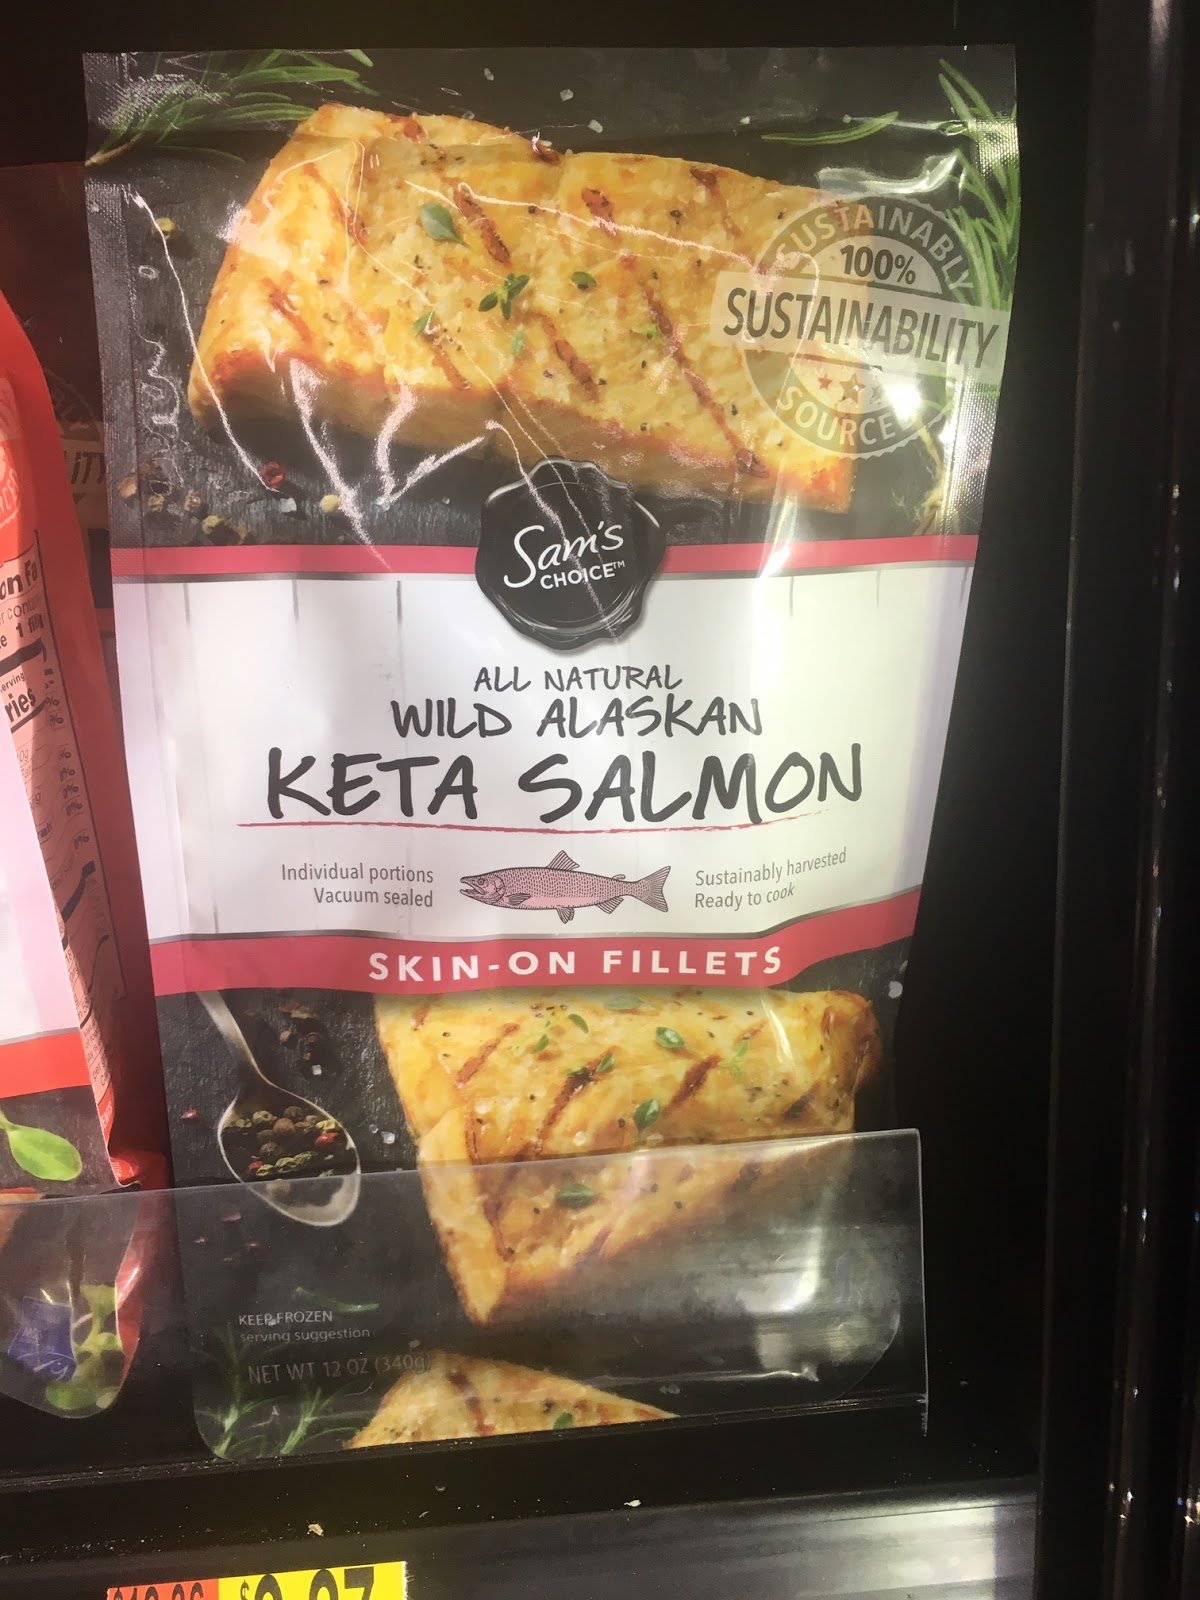 SUSTAINABLY
100%
SUSTAINABILITY
SOURCE
Sam's
CHOICE™
ALL NATURAL
WILD ALASKAN
KETA SALMON
Individual portions
Vacuum sealed
Sustainably harvested
Ready to cook
SKIN-ON FILLETS
KEEP FROZEN
serving suggestion
NET WT 12 OZ (340g)